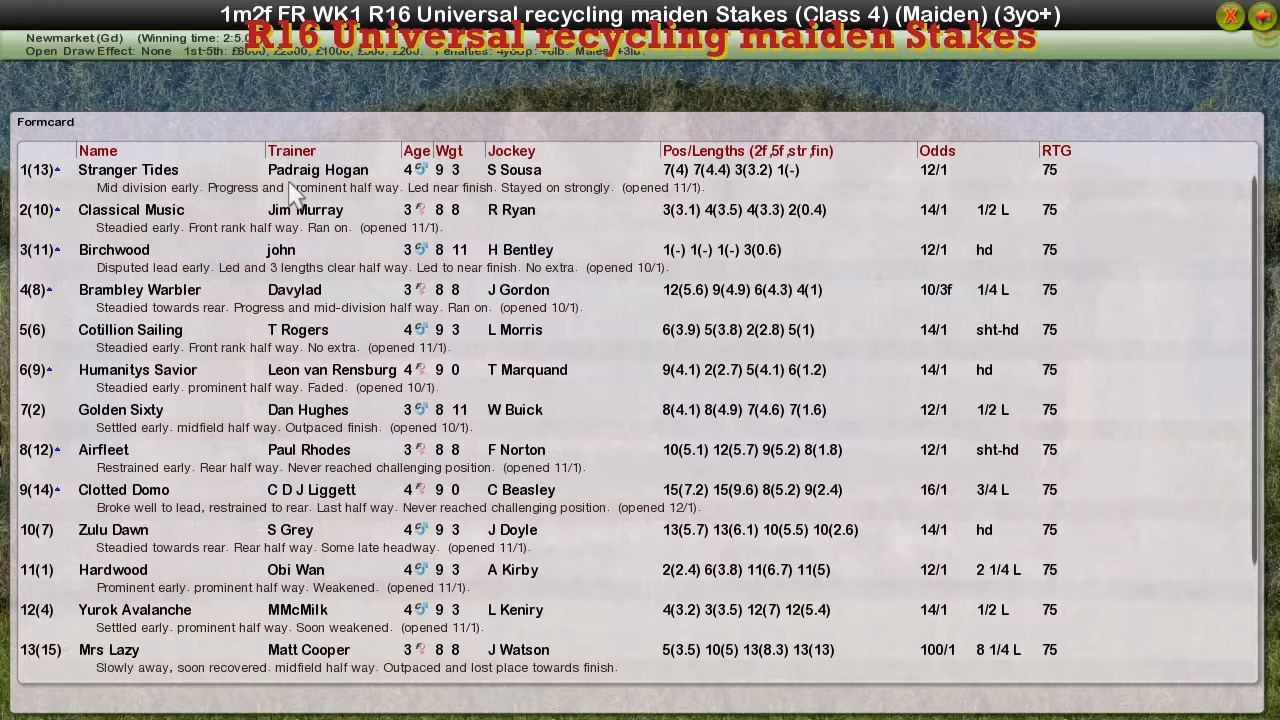 1m2f FR WK1 R16 Universal recycling maiden Stakes (Class 4) (Maiden) (3yo+)
R16 Universal recycling maiden Stakes
Newmarket (Gd) (Winning time: 2:5.0
Open Draw Effect: None 1st-5th: £6000, £2500, £1000, £500, £200. Penalties: 4yoUp: +6lb. Males +3lb.
Formcard
Name Trainer Age Wgt Jockey Pos/Lengths (2f,5f,str,fin) Odds RTG
1(13) Stranger Tides Padraig Hogan 4 9 3 S Sousa 7(4) 7(4.4) 3(3.2) 1(-) 12/1 75
Mid division early. Progress and prominent half way. Led near finish. Stayed on strongly. (opened 11/1).
2(10) Classical Music Jim Murray 3 8 8 R Ryan 3(3.1) 4(3.5) 4(3.3) 2(0.4) 14/1 1/2 L 75
Steadied early. Front rank half way. Ran on. (opened 11/1).
3(11) Birchwood john 3 8 11 H Bentley 1(-) 1(-) 1(-) 3(0.6) 12/1 hd 75
Disputed lead early. Led and 3 lengths clear half way. Led to near finish. No extra. (opened 10/1).
4(8) Brambley Warbler Davylad 3 8 8 J Gordon 12(5.6) 9(4.9) 6(4.3) 4(1) 10/3f 1/4 L 75
Steadied towards rear. Progress and mid-division half way. Ran on. (opened 10/1).
5(6) Cotillion Sailing T Rogers 4 9 3 L Morris 6(3.9) 5(3.8) 2(2.8) 5(1) 14/1 sht-hd 75
Steadied early. Front rank half way. No extra. (opened 11/1).
6(9) Humanitys Savior Leon van Rensburg 4 9 0 T Marquand 9(4.1) 2(2.7) 5(4.1) 6(1.2) 14/1 hd 75
Steadied early. prominent half way. Faded. (opened 10/1).
7(2) Golden Sixty Dan Hughes 3 8 11 W Buick 8(4.1) 8(4.9) 7(4.6) 7(1.6) 12/1 1/2 L 75
Settled early. midfield half way. Outpaced finish. (opened 10/1).
8(12) Airfleet Paul Rhodes 3 8 8 F Norton 10(5.1) 12(5.7) 9(5.2) 8(1.8) 12/1 sht-hd 75
Restrained early. Rear half way. Never reached challenging position. (opened 11/1).
9(14) Clotted Domo C D J Liggett 4 9 0 C Beasley 15(7.2) 15(9.6) 8(5.2) 9(2.4) 16/1 3/4 L 75
Broke well to lead, restrained to rear. Last half way. Never reached challenging position. (opened 12/1).
10(7) Zulu Dawn S Grey 4 9 3 J Doyle 13(5.7) 13(6.1) 10(5.5) 10(2.6) 14/1 hd 75
Steadied towards rear. Rear half way. Some late headway. (opened 11/1).
11(1) Hardwood Obi Wan 4 9 3 A Kirby 2(2.4) 6(3.8) 11(6.7) 11(5) 12/1 2 1/4 L 75
Prominent early. prominent half way. Weakened. (opened 11/1).
12(4) Yurok Avalanche MMcMilk 4 9 3 L Keniry 4(3.2) 3(3.5) 12(7) 12(5.4) 14/1 1/2 L 75
Settled early. prominent half way. Soon weakened. (opened 11/1).
13(15) Mrs Lazy Matt Cooper 3 8 8 J Watson 5(3.5) 10(5) 13(8.3) 13(13) 100/1 8 1/4 L 75
Slowly away, soon recovered. midfield half way. Outpaced and lost place towards finish.